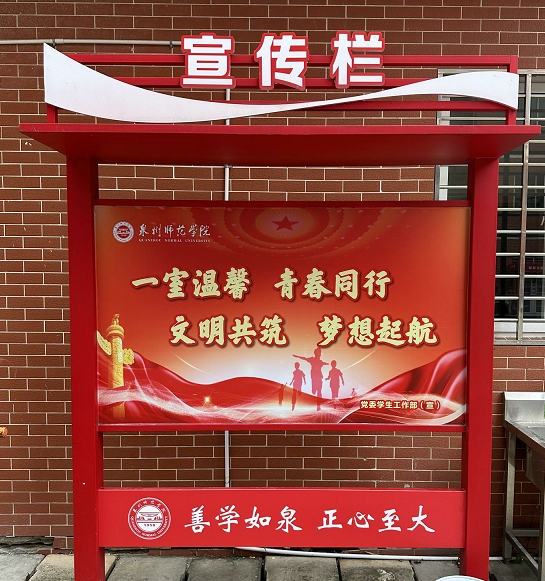 宣传栏
泉州师范学院
QUANZHOU NORMAL UNIVERSITY
一室温馨 青春同行
文明共筑 梦想起航
党委学生工作部（宣）
善学如泉 正心至大